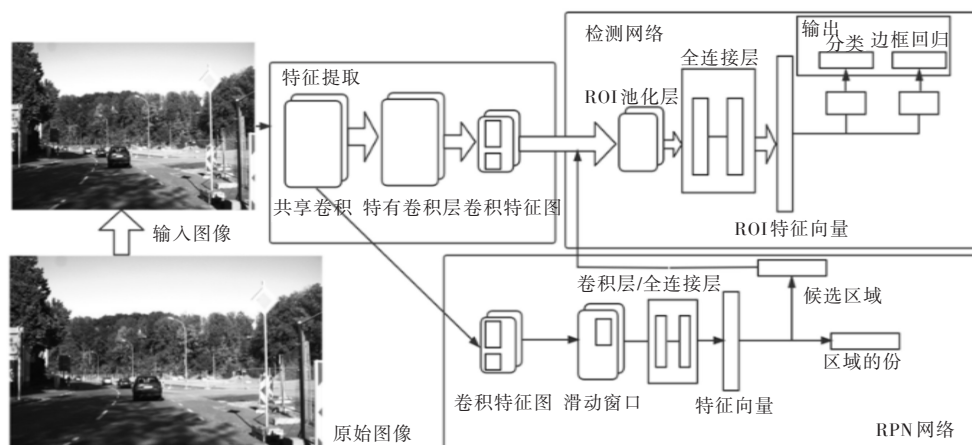 检测网络
输出
分类
边框回归
全连接层
特征提取
ROI池化层
共享卷积
特有卷积层
卷积特征图
ROI特征向量
输入图像
卷积层/全连接层
候选区域
区域的份
卷积特征图
滑动窗口
特征向量
原始图像
RPN网络